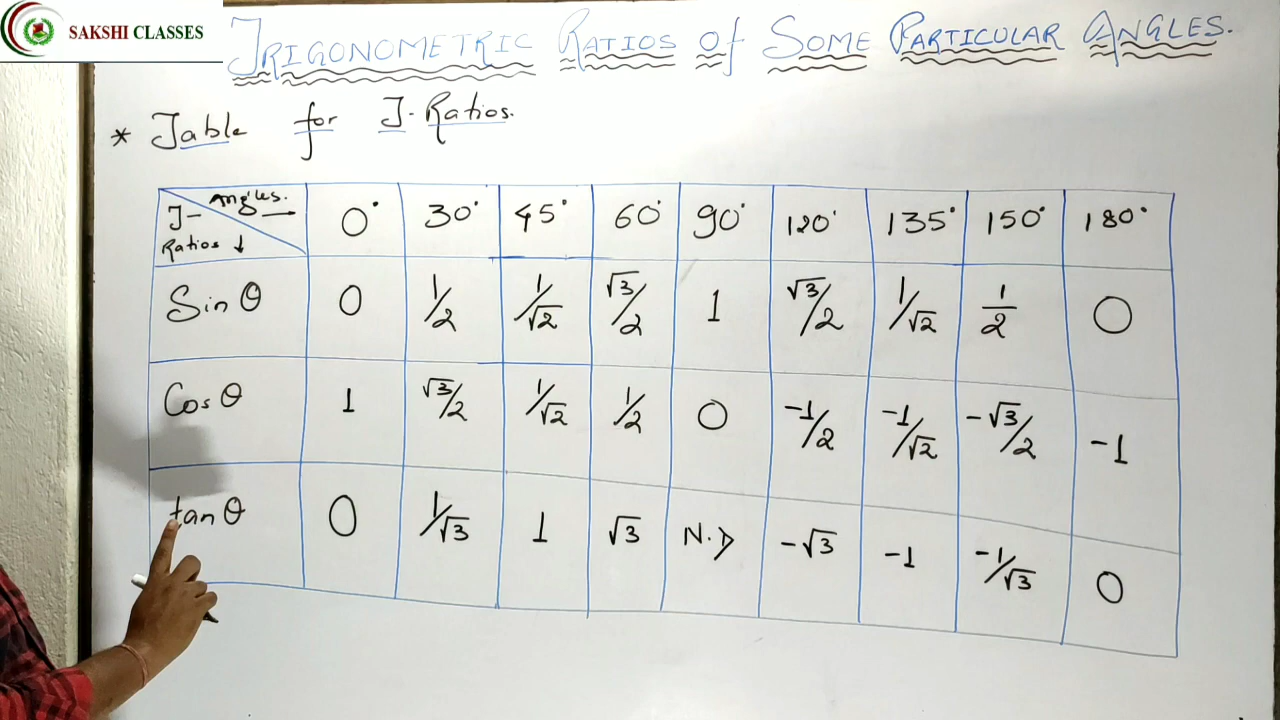 SAKSHI CLASSES
TRIGONOMETRIC RATIOS Of SOME PARTICULAR ANGLES.
* Table for T-Ratios.
T-Ratios ↓ Angles. → 0° 30° 45° 60° 90° 120° 135° 150° 180°
Sin θ 0 1/2 1/√2 √3/2 1 √3/2 1/√2 1/2 0
Cos θ 1 √3/2 1/√2 1/2 0 -1/2 -1/√2 -√3/2 -1
tan θ 0 1/√3 1 √3 N.D -√3 -1 -1/√3 0